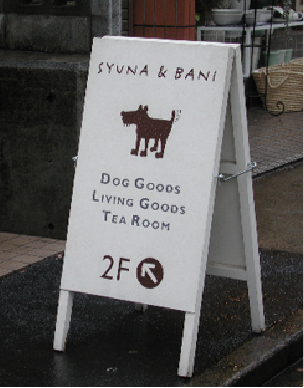 SYUNA & BANI
DOG GOODS
LIVING GOODS
TEA ROOM
2F